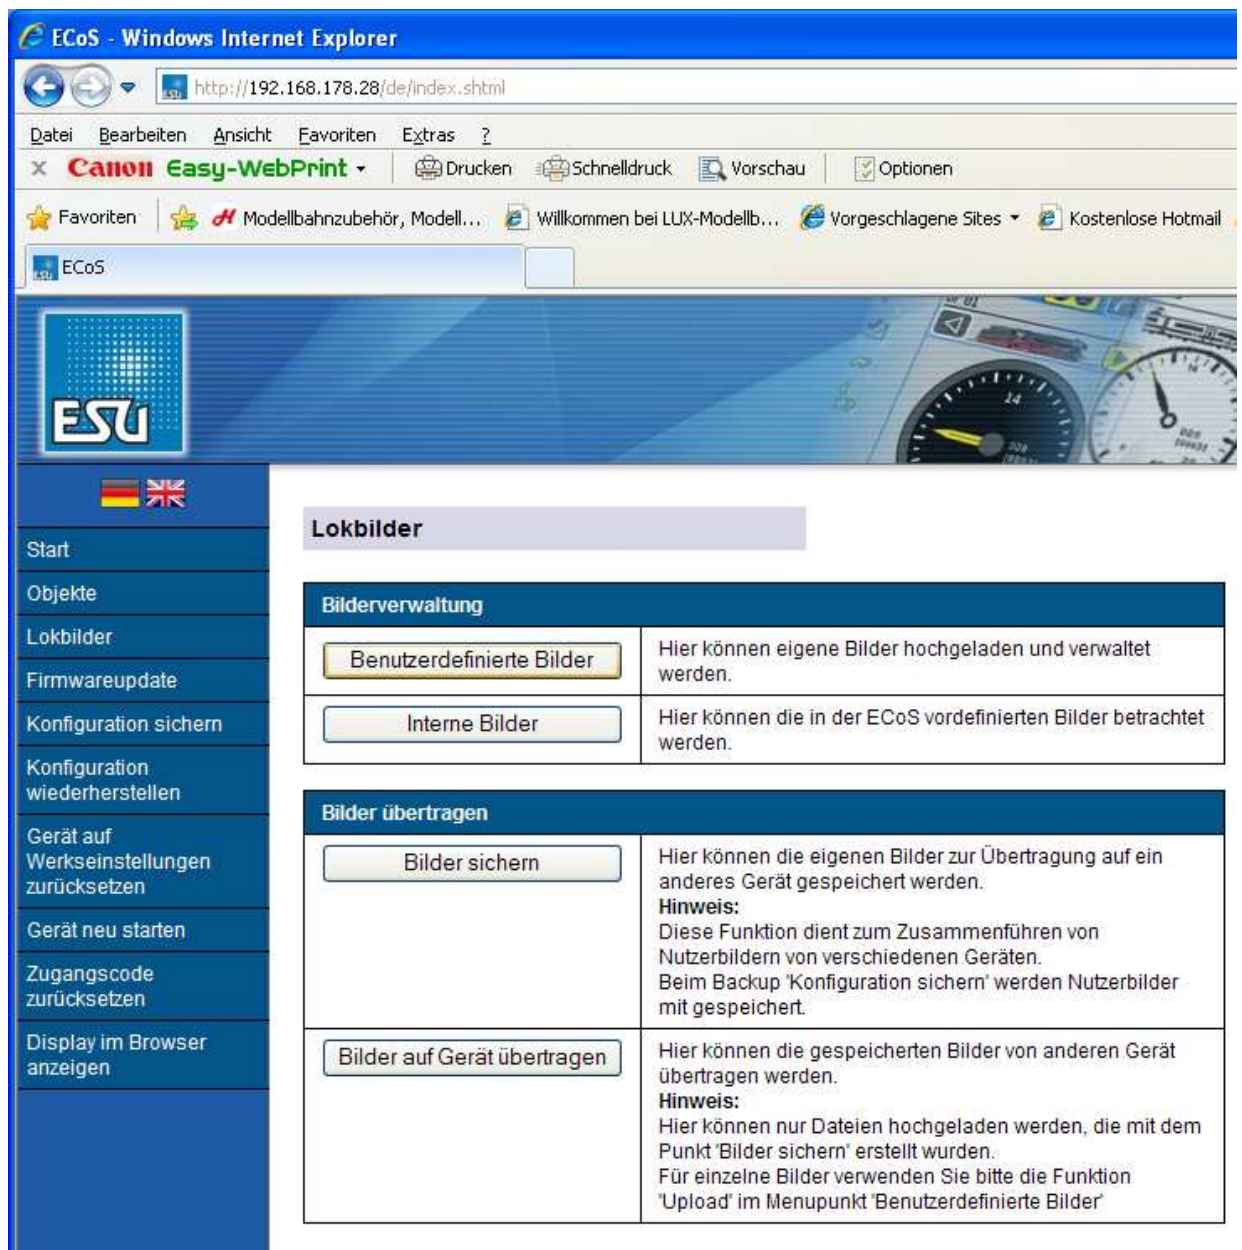 ECoS - Windows Internet Explorer
http://192.168.178.28/de/index.shtml
Datei Bearbeiten Ansicht Favoriten Extras ?
x Canon Easy-WebPrint Drucken Schnelldruck Vorschau Optionen
Favoriten Modellbahnzubehör, Modell... Willkommen bei LUX-Modellb... Vorgeschlagene Sites Kostenlose Hotmail
ECoS
ESU
Start
Objekte
Lokbilder
Firmwareupdate
Konfiguration sichern
Konfiguration
wiederherstellen
Gerät auf
Werkseinstellungen
zurücksetzen
Gerät neu starten
Zugangscode
zurücksetzen
Display im Browser
anzeigen
Lokbilder
Bilderverwaltung
Benutzerdefinierte Bilder
Hier können eigene Bilder hochgeladen und verwaltet
werden.
Interne Bilder
Hier können die in der ECoS vordefinierten Bilder betrachtet
werden.
Bilder übertragen
Bilder sichern
Hier können die eigenen Bilder zur Übertragung auf ein
anderes Gerät gespeichert werden.
Hinweis:
Diese Funktion dient zum Zusammenführen von
Nutzerbildern von verschiedenen Geräten.
Beim Backup 'Konfiguration sichern' werden Nutzerbilder
mit gespeichert.
Bilder auf Gerät übertragen
Hier können die gespeicherten Bilder von anderen Gerät
übertragen werden.
Hinweis:
Hier können nur Dateien hochgeladen werden, die mit dem
Punkt 'Bilder sichern' erstellt wurden.
Für einzelne Bilder verwenden Sie bitte die Funktion
'Upload' im Menupunkt 'Benutzerdefinierte Bilder'